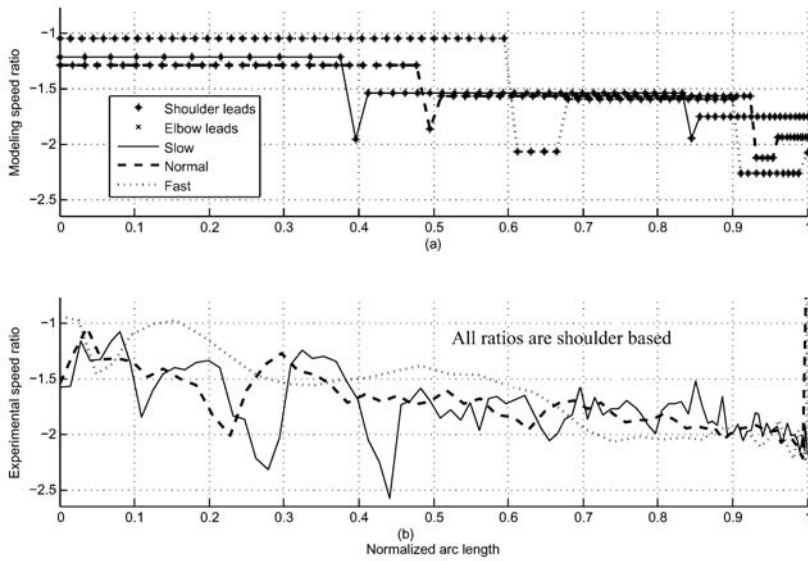 −1
−1.5
−2
−2.5
Modeling speed ratio
Shoulder leads
Elbow leads
Slow
Normal
Fast
0 0.1 0.2 0.3 0.4 0.5 0.6 0.7 0.8 0.9 1
(a)
−1
−1.5
−2
−2.5
Experimental speed ratio
All ratios are shoulder based
0 0.1 0.2 0.3 0.4 0.5 0.6 0.7 0.8 0.9 1
(b)
Normalized arc length